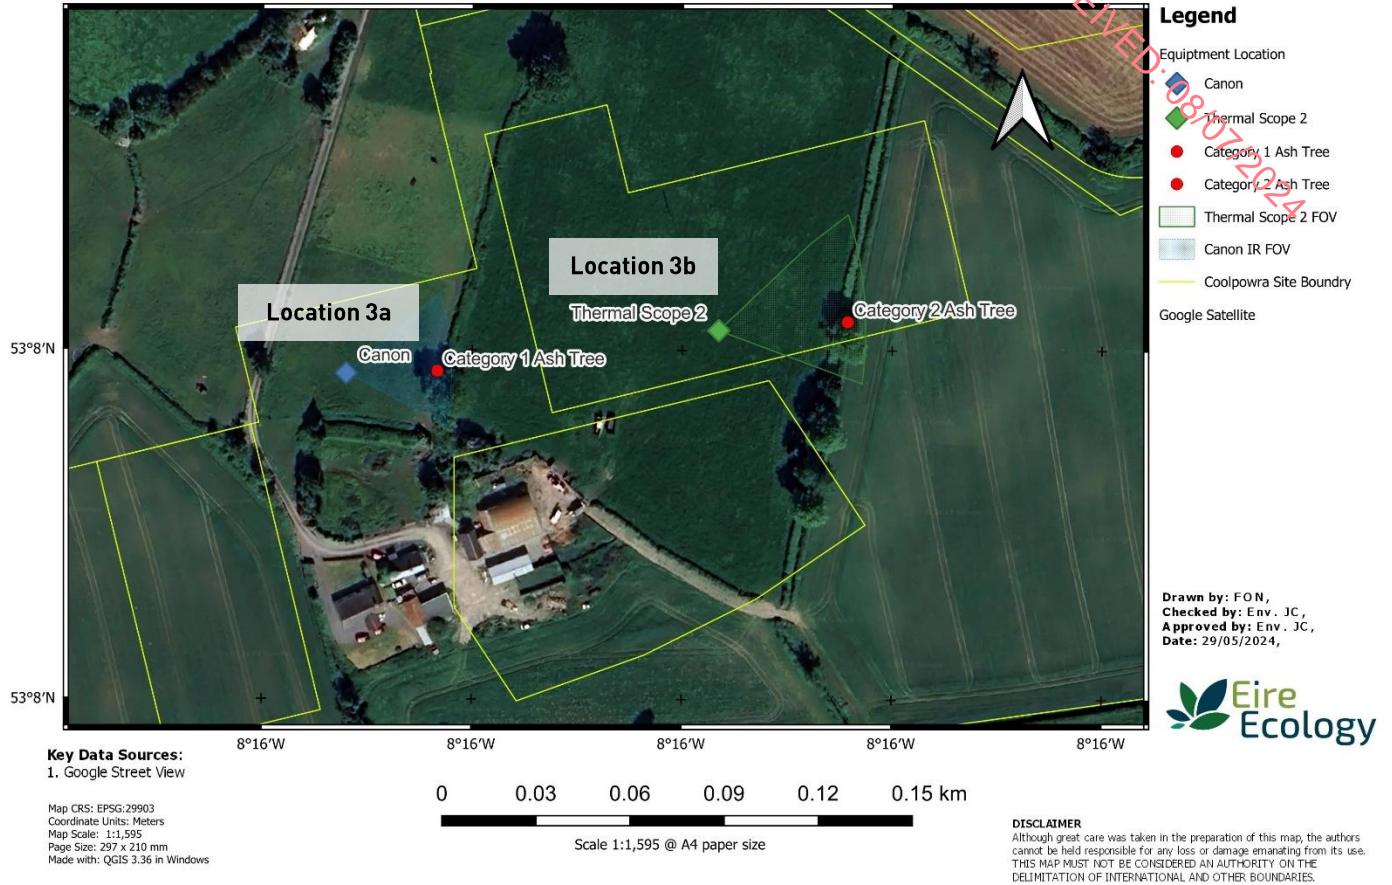 Legend
Equiptment Location
Canon
Thermal Scope 2
Category 1 Ash Tree
Category 2 Ash Tree
Thermal Scope 2 FOV
Canon IR FOV
Coolpowra Site Boundry
Google Satellite
EIVED: 08/07/2024
Location 3b
Thermal Scope 2
Category 2 Ash Tree
Location 3a
Canon
Category 1 Ash Tree
53°8'N
53°8'N
8°16'W 8°16'W 8°16'W 8°16'W 8°16'W
Drawn by: FON,
Checked by: Env. JC,
Approved by: Env. JC,
Date: 29/05/2024,
Eire
Ecology
Key Data Sources:
1. Google Street View
Map CRS: EPSG:29903
Coordinate Units: Meters
Map Scale: 1:1,595
Page Size: 297 x 210 mm
Made with: QGIS 3.36 in Windows
0 0.03 0.06 0.09 0.12 0.15 km
Scale 1:1,595 @ A4 paper size
DISCLAIMER
Although great care was taken in the preparation of this map, the authors
cannot be held responsible for any loss or damage emanating from its use.
THIS MAP MUST NOT BE CONSIDERED AN AUTHORITY ON THE
DELIMITATION OF INTERNATIONAL AND OTHER BOUNDARIES.